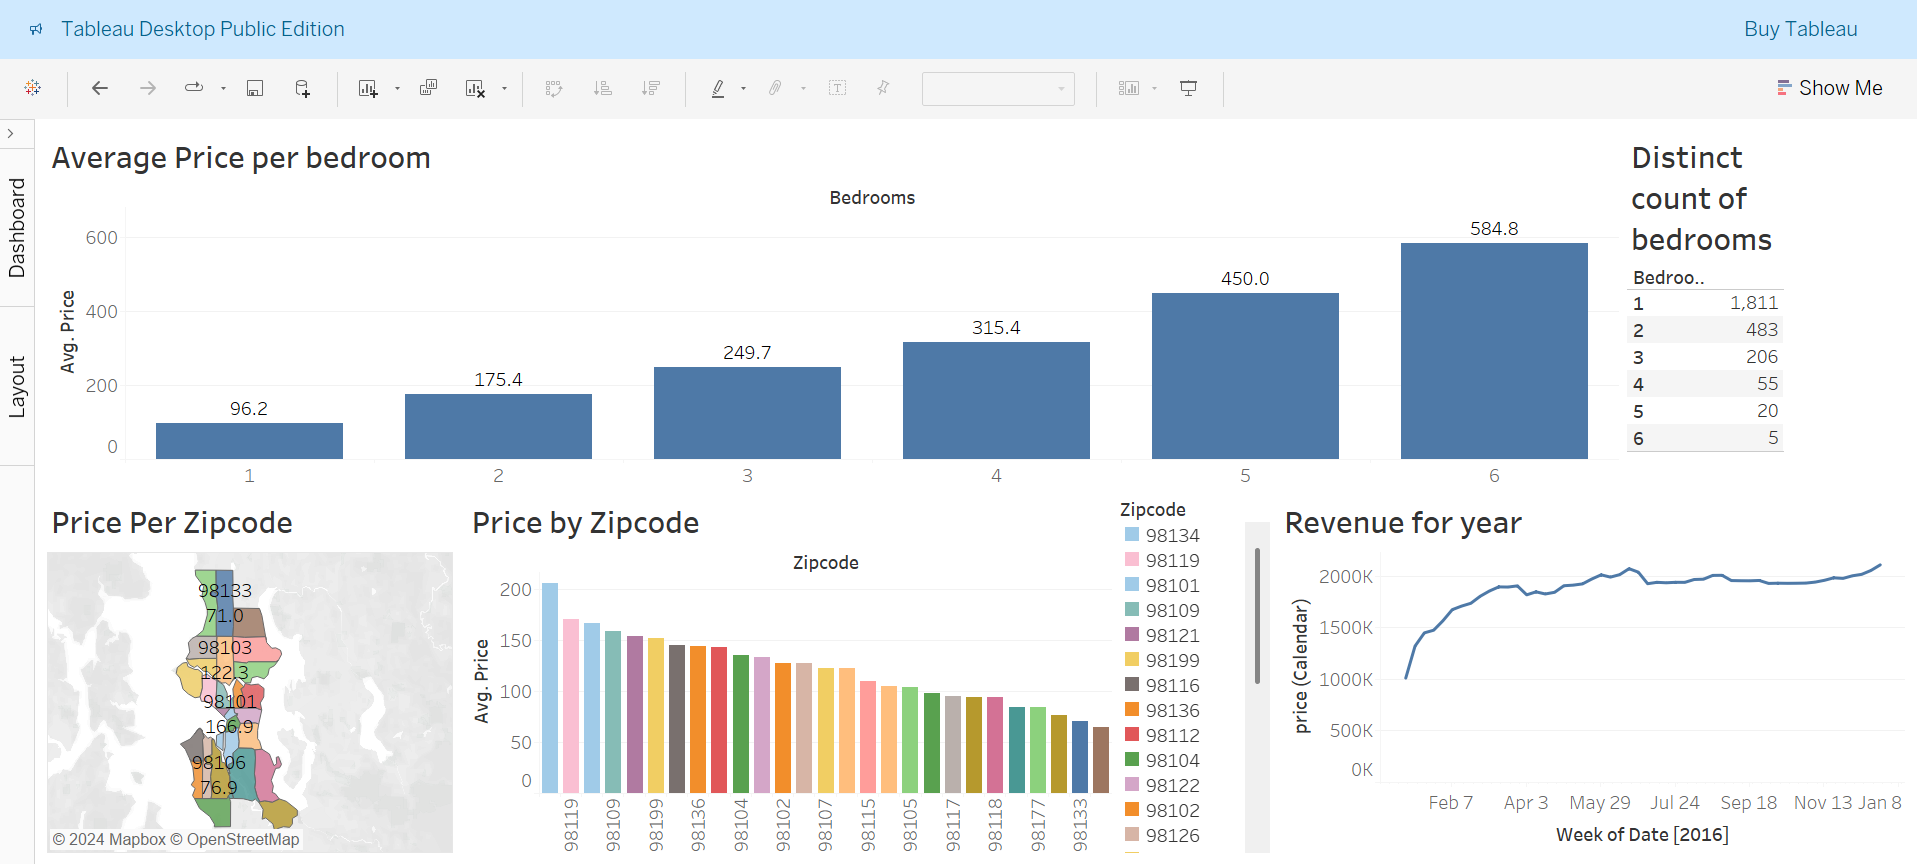 Tableau Desktop Public Edition
Buy Tableau
Show Me
Dashboard
Layout
Average Price per bedroom
Bedrooms
Avg. Price
600
400
200
0
96.2
175.4
249.7
315.4
450.0
584.8
1
2
3
4
5
6
Distinct
count of
bedrooms
Bedroo..
1 1,811
2 483
3 206
4 55
5 20
6 5
Price Per Zipcode
98133
71.0
98103
122.3
98101
166.9
98106
76.9
© 2024 Mapbox © OpenStreetMap
Price by Zipcode
Zipcode
Avg. Price
200
150
100
50
0
98119
98109
98199
98136
98104
98102
98107
98115
98105
98117
98118
98177
98133
Zipcode
98134
98119
98101
98109
98121
98199
98116
98136
98112
98104
98122
98102
98126
Revenue for year
price (Calendar)
2000K
1500K
1000K
500K
0K
Feb 7
Apr 3
May 29
Jul 24
Sep 18
Nov 13
Jan 8
Week of Date [2016]